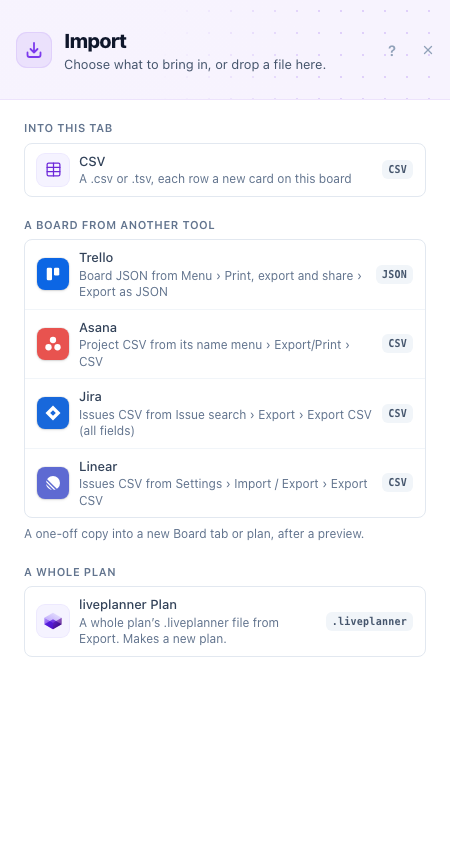 Import
Choose what to bring in, or drop a file here.
?
INTO THIS TAB
CSV
A .csv or .tsv, each row a new card on this board
CSV
A BOARD FROM ANOTHER TOOL
Trello
Board JSON from Menu › Print, export and share ›
Export as JSON
JSON
Asana
Project CSV from its name menu › Export/Print ›
CSV
CSV
Jira
Issues CSV from Issue search › Export › Export CSV
(all fields)
CSV
Linear
Issues CSV from Settings › Import / Export › Export
CSV
CSV
A one-off copy into a new Board tab or plan, after a preview.
A WHOLE PLAN
liveplanner Plan
A whole plan’s .liveplanner file from
Export. Makes a new plan.
.liveplanner